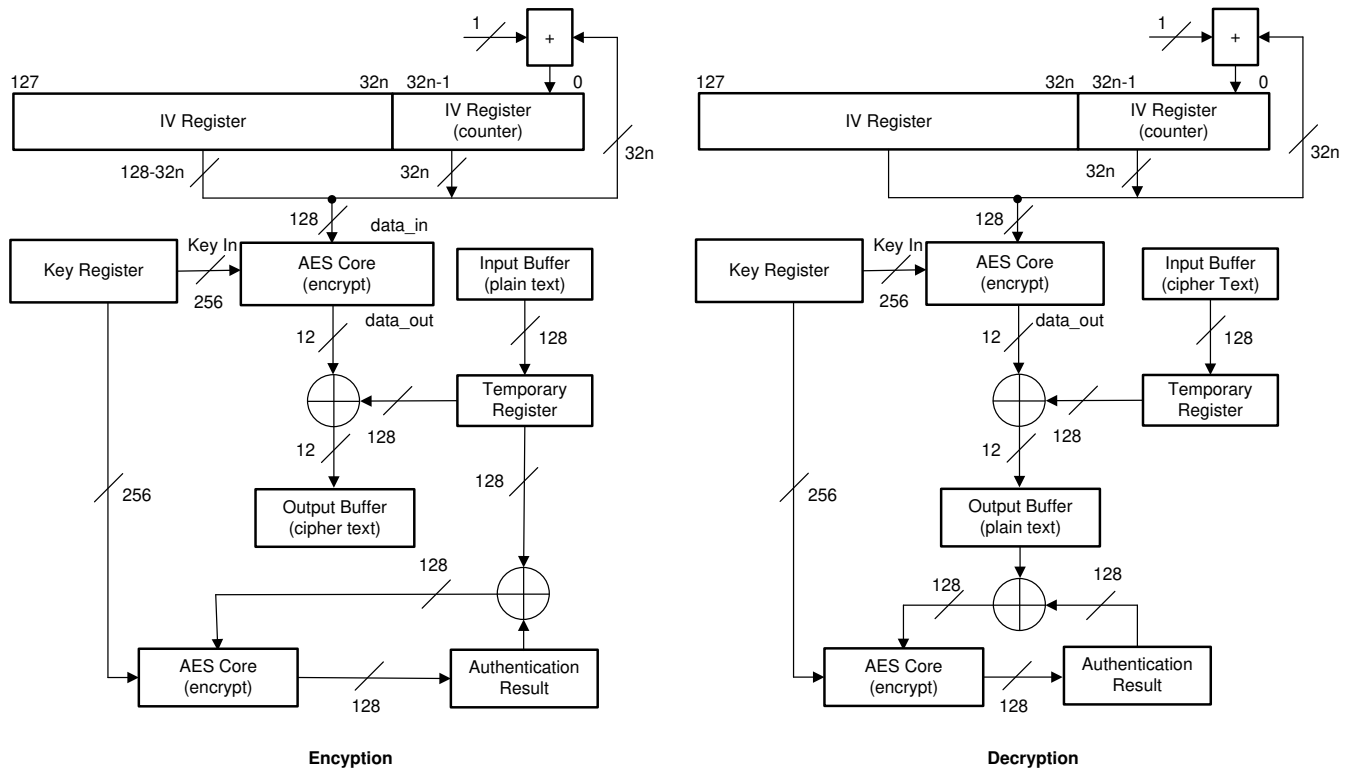 1
+
127
32n
32n-1
0
IV Register
IV Register
(counter)
128-32n
32n
32n
128
data_in
Key Register
Key In
256
AES Core
(encrypt)
Input Buffer
(plain text)
data_out
12
128
Temporary
Register
128
12
128
256
Output Buffer
(cipher text)
128
AES Core
(encrypt)
128
Authentication
Result
Encyption
1
+
127
32n
32n-1
0
IV Register
IV Register
(counter)
32n
32n
128
Key Register
Key In
256
AES Core
(encrypt)
Input Buffer
(cipher Text)
data_out
12
128
Temporary
Register
128
12
256
Output Buffer
(plain text)
128
128
AES Core
(encrypt)
128
Authentication
Result
Decryption